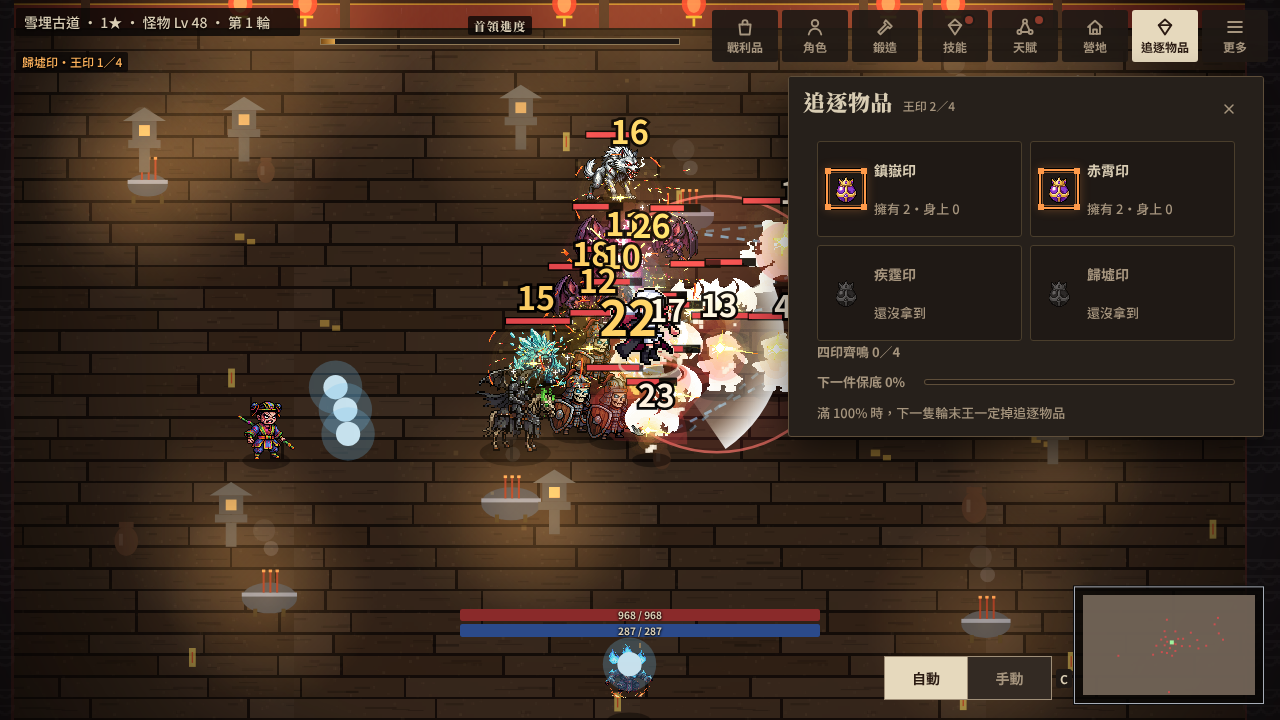 雪埋古道 · 1★ · 怪物 Lv 48 · 第 1 輪
歸墟印·王印 1／4
首領進度
戰利品
角色
鍛造
技能
天賦
營地
追逐物品
更多
追逐物品 王印 2／4
鎮嶽印
擁有 2·身上 0
赤霄印
擁有 2·身上 0
疾霆印
還沒拿到
歸墟印
還沒拿到
四印齊鳴 0／4
下一件保底 0%
滿 100% 時，下一隻輪末王一定掉追逐物品
16
26
10
12
15
22
17
13
23
968 / 968
287 / 287
自動
手動
C